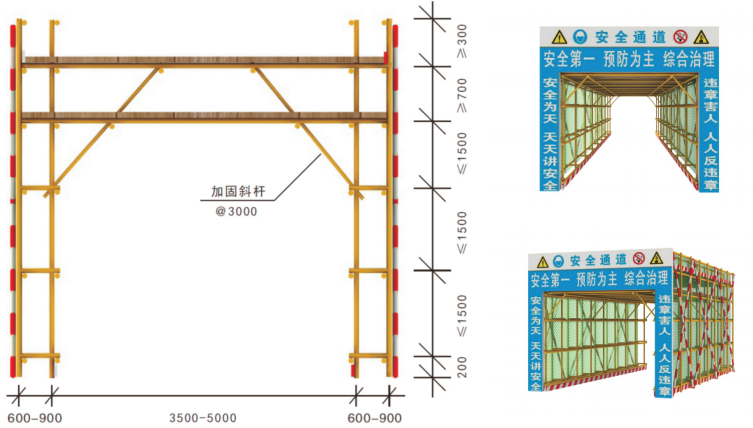 ≥300
≥700
≤1500
≤1500
≤1500
200
加固斜杆
@3000
600-900
3500-5000
600-900
安全通道
安全第一 预防为主 综合治理
安全为天 天天讲安全
违章害人 人人反违章
安全通道
安全第一 预防为主 综合治理
安全为天 天天讲安全
违章害人 人人反违章